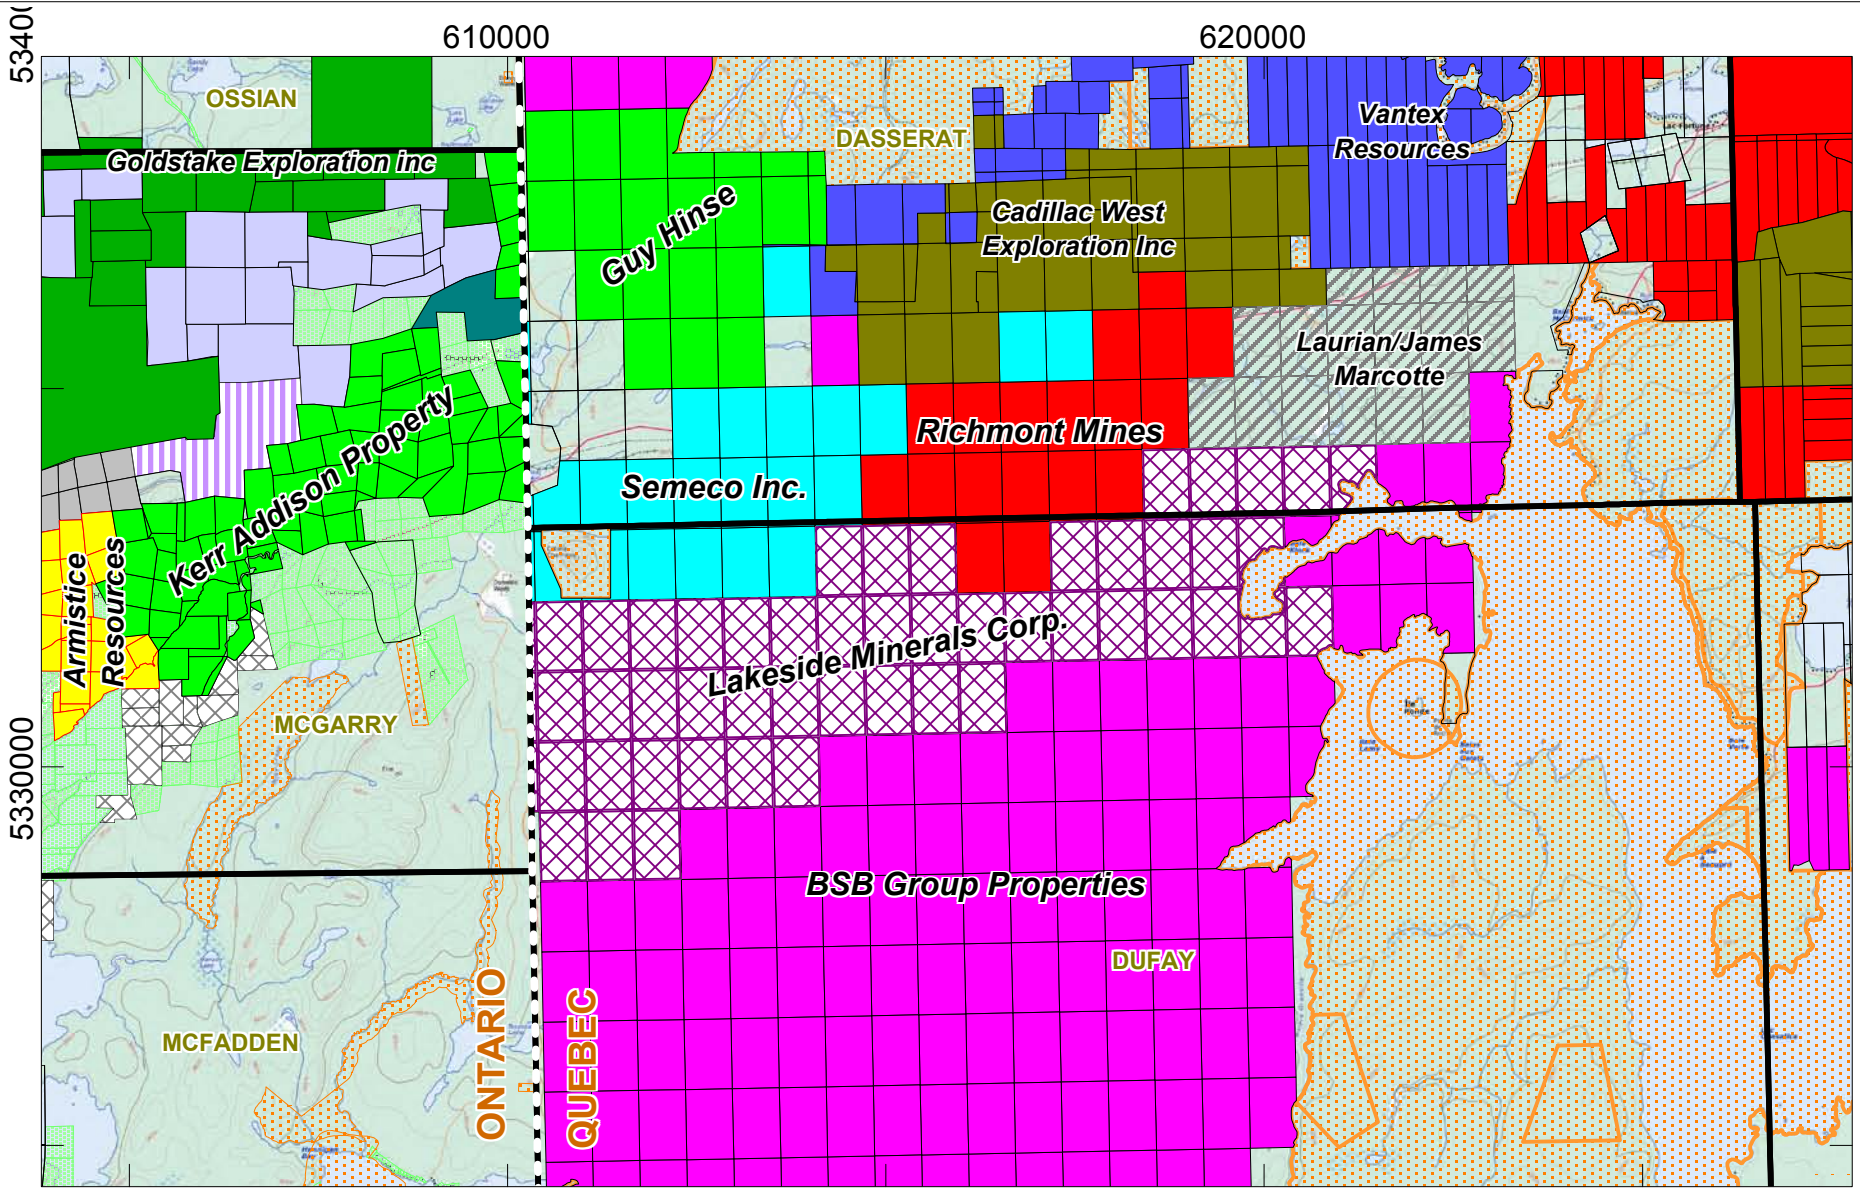 610000
620000
53400
OSSIAN
DASSERAT
Vantex
Resources
Goldstake Exploration inc
Guy Hinse
Cadillac West
Exploration Inc
Laurian/James
Marcotte
Kerr Addison Property
Richmont Mines
Semeco Inc.
Armistice
Resources
Lakeside Minerals Corp.
MCGARRY
5330000
BSB Group Properties
DUFAY
MCFADDEN
ONTARIO
QUEBEC